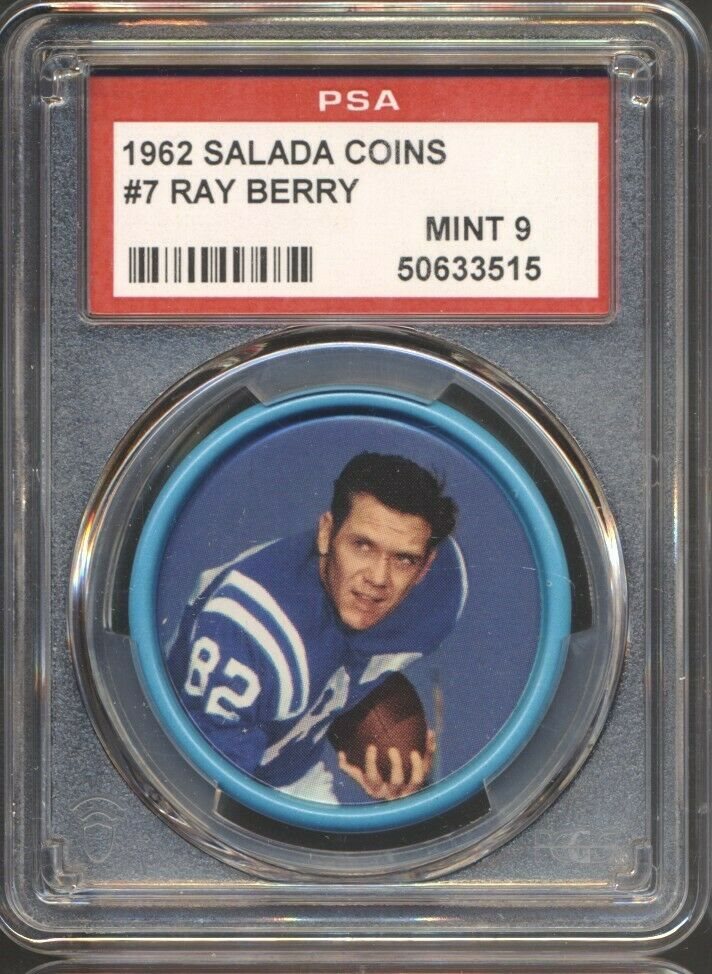 PSA
1962 SALADA COINS
#7 RAY BERRY
MINT 9
50633515
82